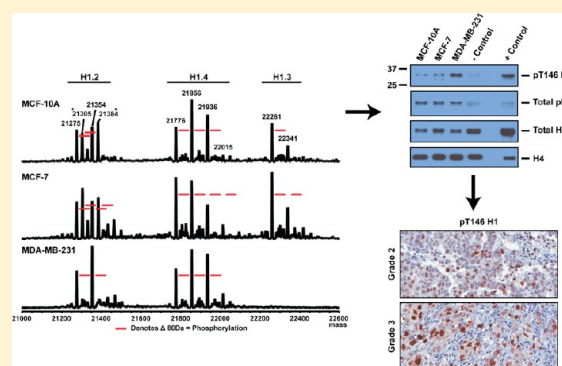 H1.2 H1.4 H1.3
MCF-10A
21275
21305
21354
21384*
21776
21856
21936
22015
22261
22341
MCF-7
MDA-MB-231
21000 21200 21400 21600 21800 22000 22200 22400 22600
mass
Denotes Δ 80Da = Phosphorylation
MCF-10A MCF-7 MDA-MB-231 - Control + Control
37
25
pT146 H
Total p
Total H
H4
pT146 H1
Grade 2
Grade 3